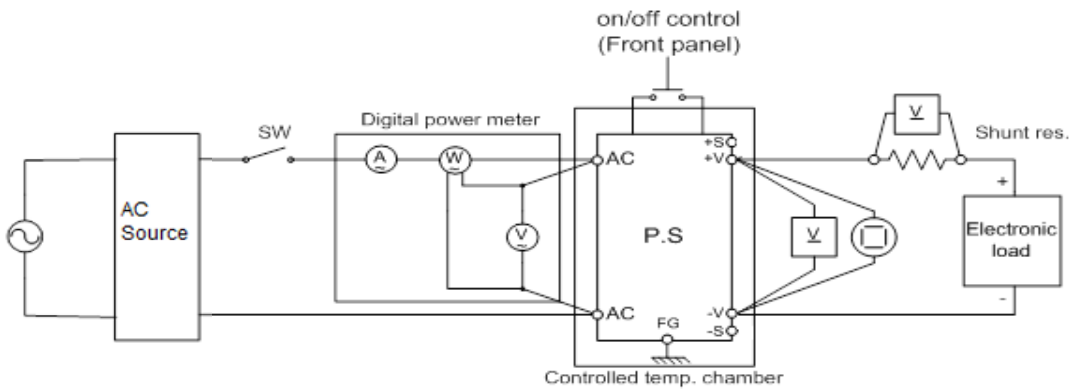 on/off control
(Front panel)
SW
Digital power meter
A
W
V
AC
Source
AC
AC
P.S
FG
+S
+V
-V
-S
V
V
Shunt res.
+
Electronic
load
-
Controlled temp. chamber